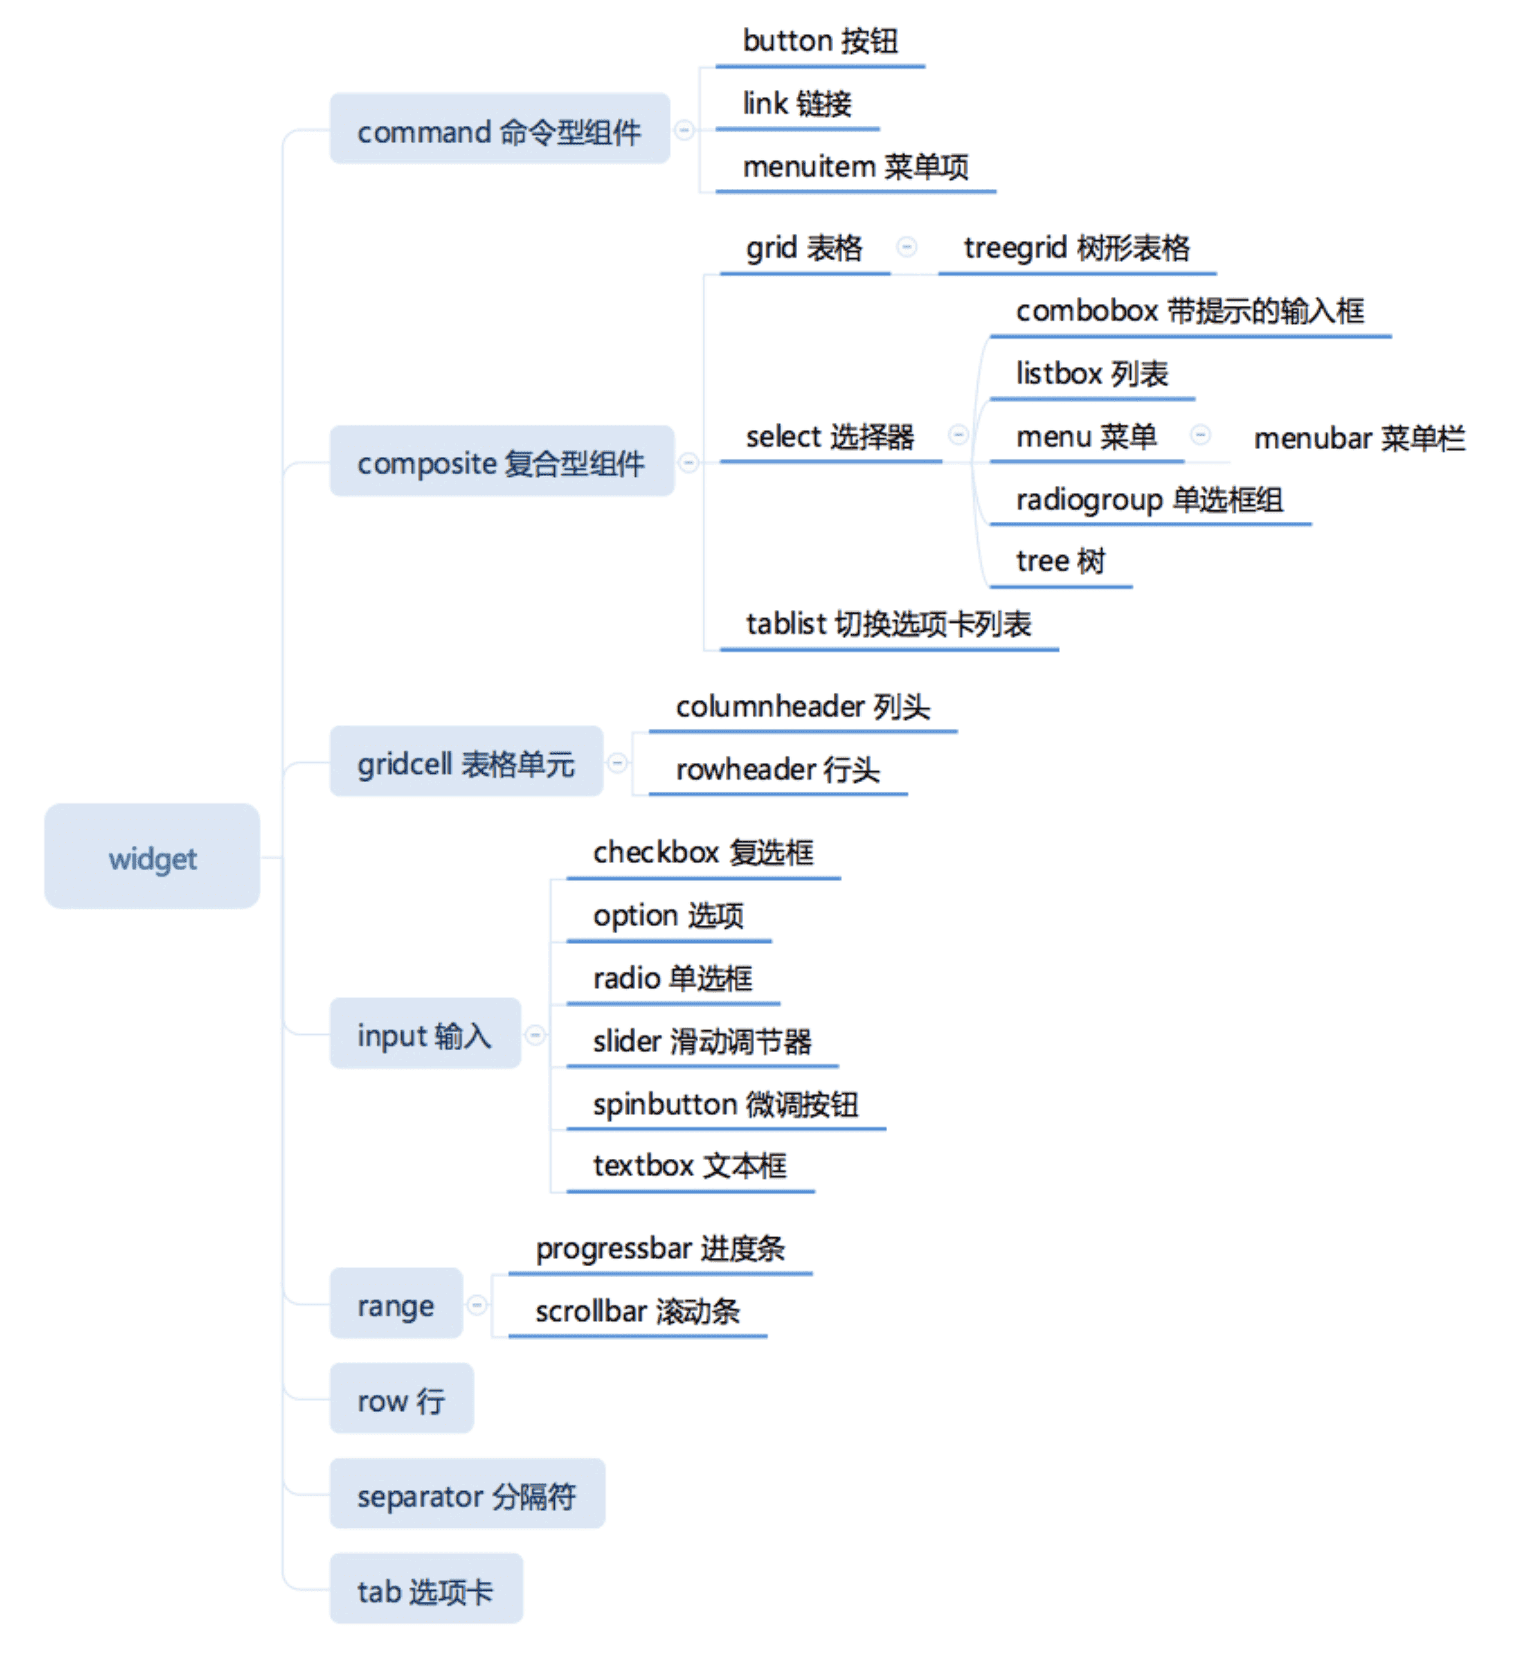 button 按钮
link 链接
command 命令型组件
menuitem 菜单项
grid 表格
treegrid 树形表格
combobox 带提示的输入框
listbox 列表
select 选择器
menu 菜单
menubar 菜单栏
composite 复合型组件
radiogroup 单选框组
tree 树
tablist 切换选项卡列表
columnheader 列头
gridcell 表格单元
rowheader 行头
widget
checkbox 复选框
option 选项
radio 单选框
input 输入
slider 滑动调节器
spinbutton 微调按钮
textbox 文本框
progressbar 进度条
range
scrollbar 滚动条
row 行
separator 分隔符
tab 选项卡